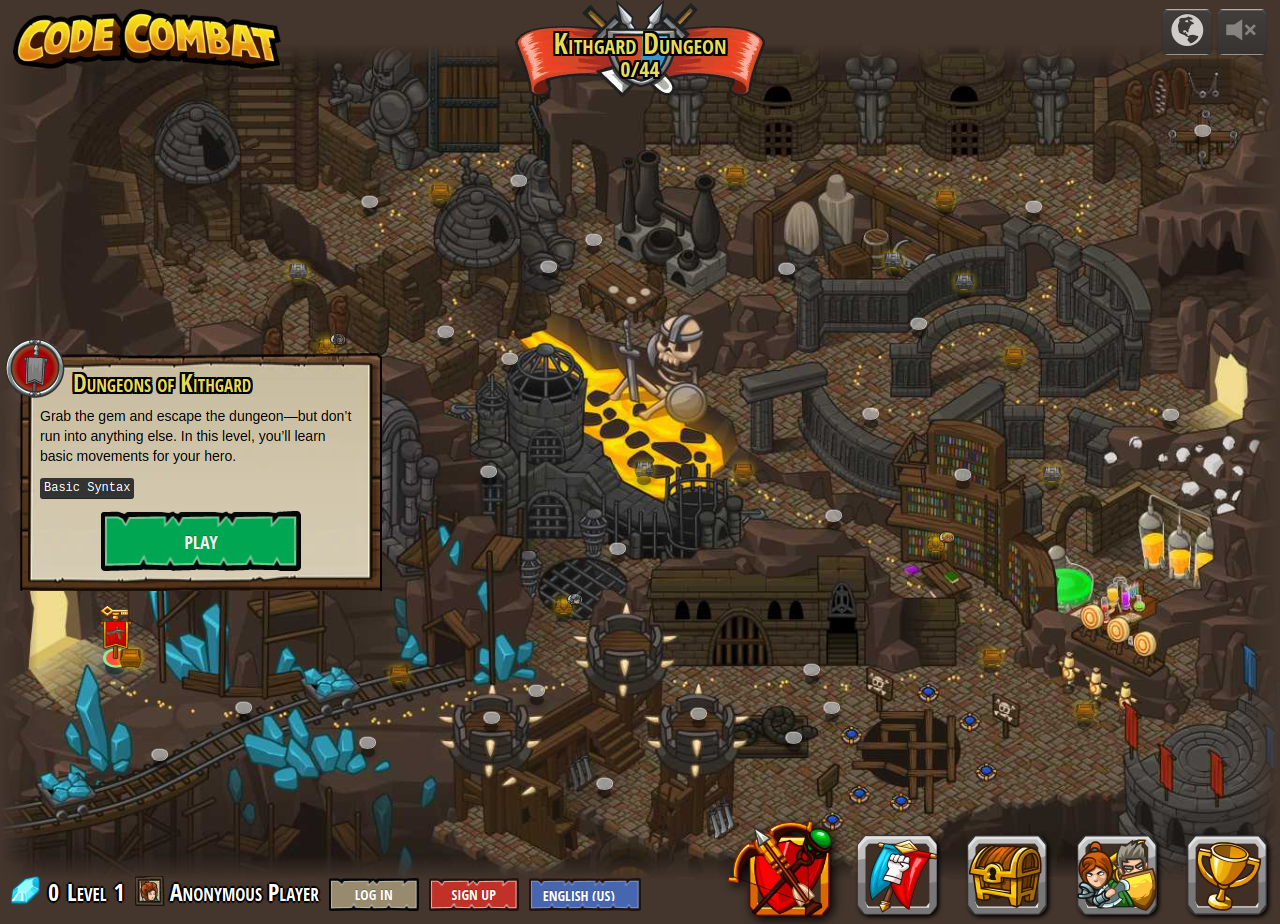 CODE COMBAT
Kithgard Dungeon
0/44
Dungeons of Kithgard
Grab the gem and escape the dungeon—but don’t
run into anything else. In this level, you’ll learn
basic movements for your hero.
Basic Syntax
PLAY
0 Level 1 Anonymous Player Log In Sign Up English (US)